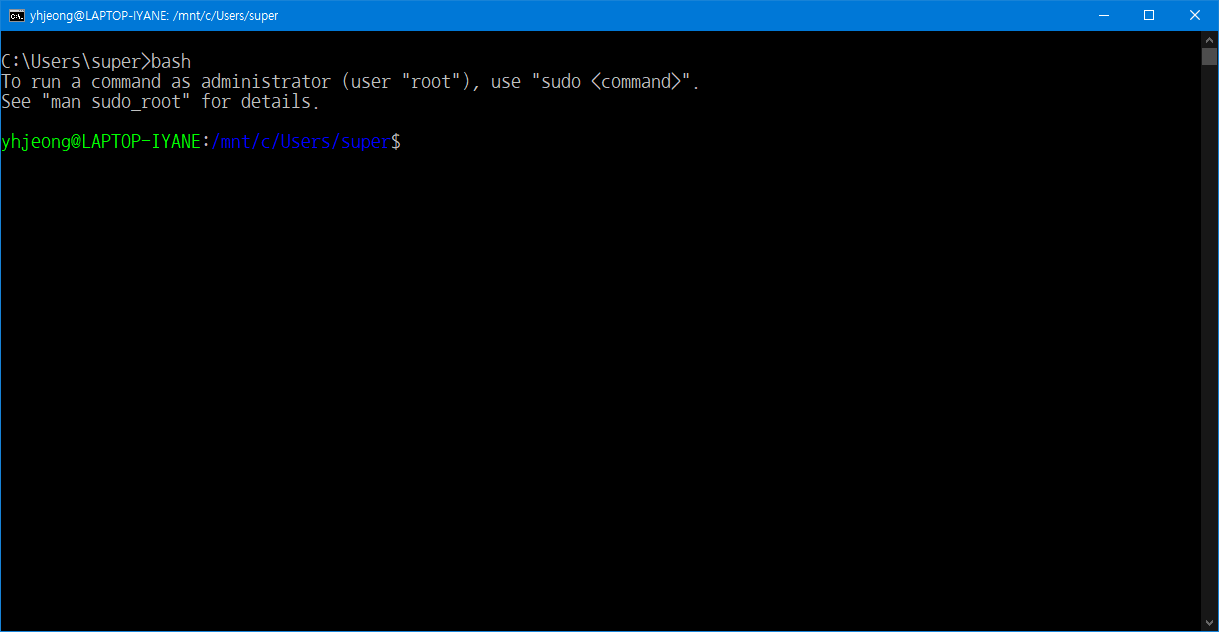 yhjeong@LAPTOP-IYANE: /mnt/c/Users/super
C:\Users\super>bash
To run a command as administrator (user "root"), use "sudo <command>".
See "man sudo_root" for details.
yhjeong@LAPTOP-IYANE:/mnt/c/Users/super$